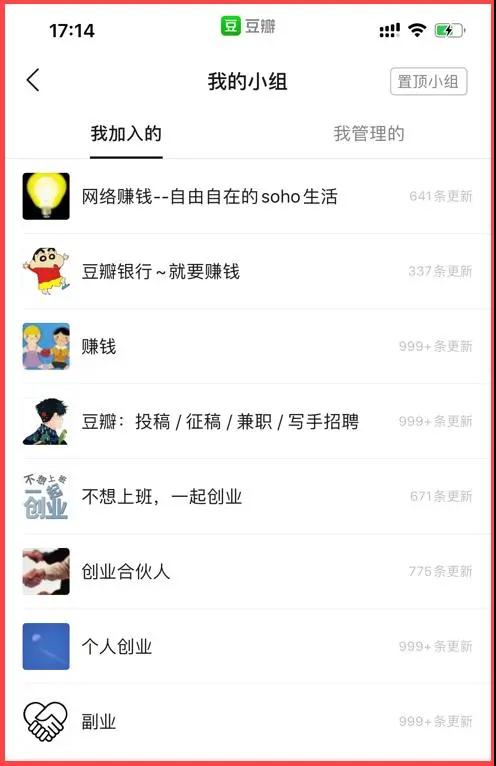 17:14
豆 豆瓣
我的小组
置顶小组
我加入的 我管理的
网络赚钱--自由自在的soho生活 641条更新
豆瓣银行~就要赚钱 337条更新
赚钱 999+条更新
豆瓣：投稿/征稿/兼职/写手招聘 999+条更新
不想上班
一起
创业
不想上班，一起创业 671条更新
创业合伙人 775条更新
个人创业 999+条更新
副业 999+条更新